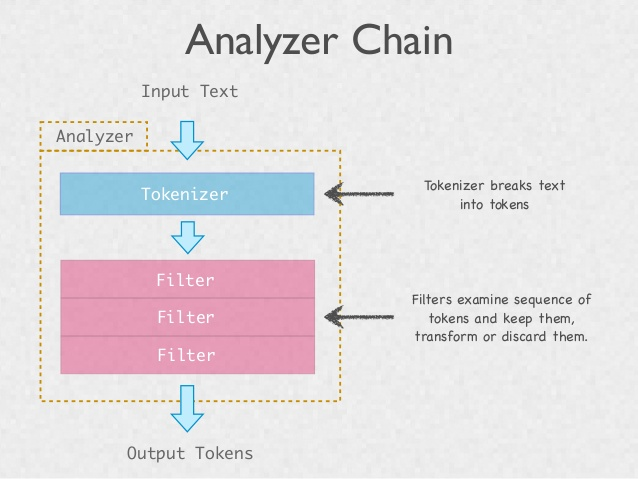 Analyzer Chain
Input Text
Analyzer
Tokenizer
Tokenizer breaks text
into tokens
Filter
Filter
Filter
Filters examine sequence of
tokens and keep them,
transform or discard them.
Output Tokens